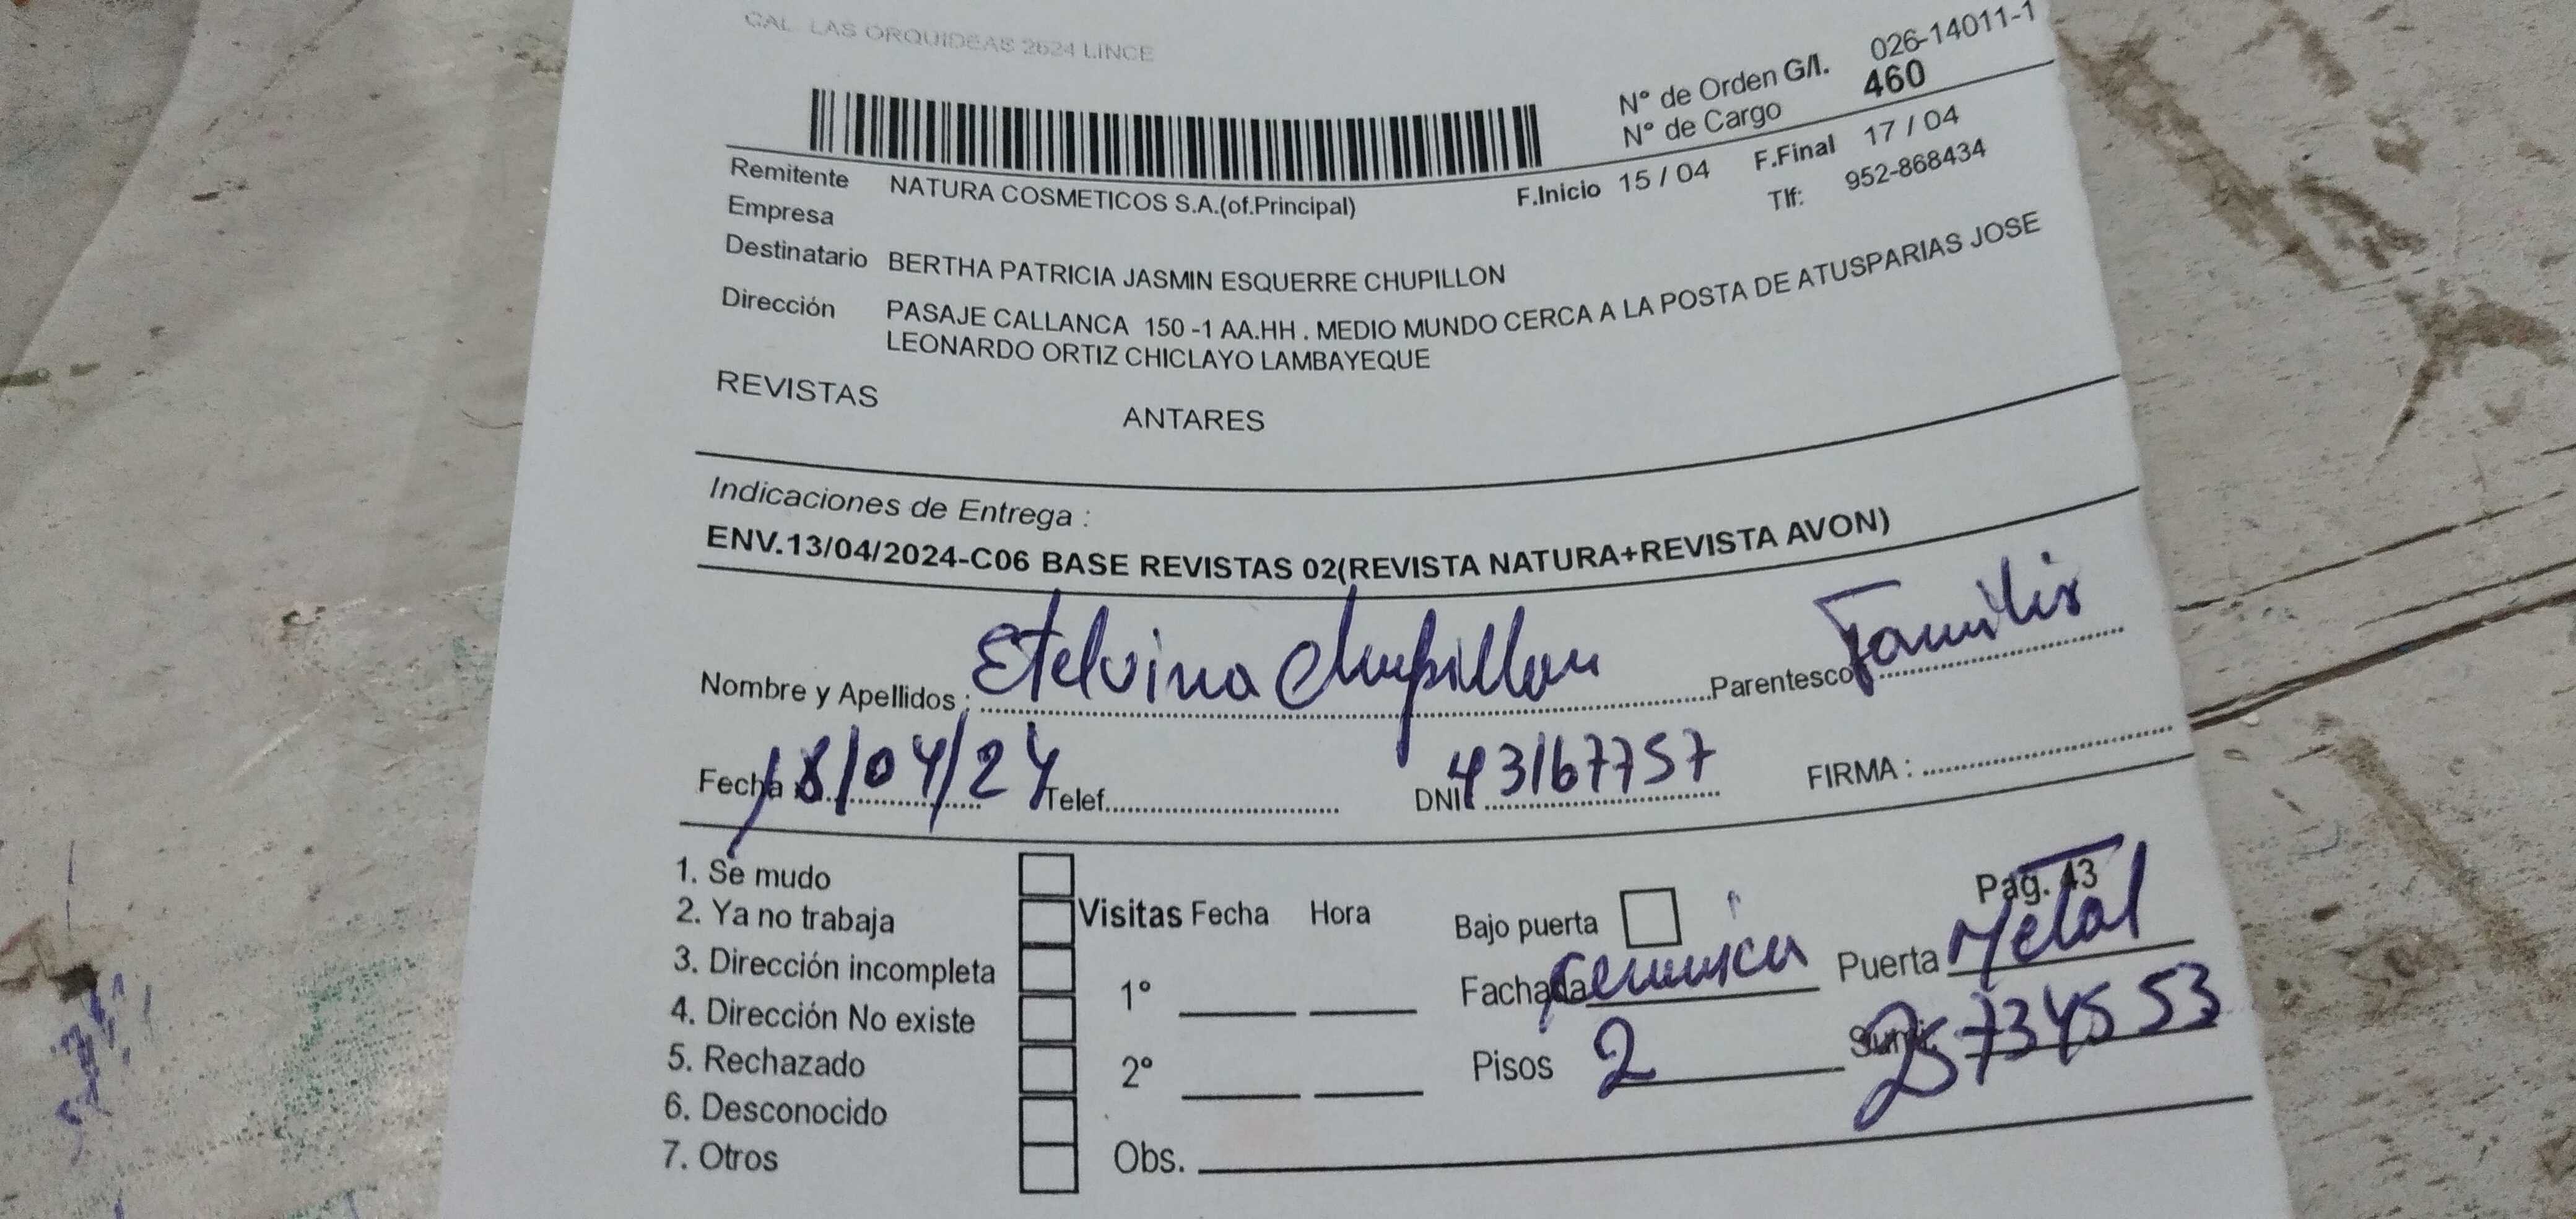 CAL. LAS ORQUIDEAS 2624 LINCE
N° de Orden G/I. 026-14011-1
N° de Cargo 460
Remitente NATURA COSMETICOS S.A.(of.Principal) F.Inicio 15 / 04 F.Final 17 / 04
Empresa Tlf: 952-868434
Destinatario BERTHA PATRICIA JASMIN ESQUERRE CHUPILLON
Dirección PASAJE CALLANCA 150 -1 AA.HH . MEDIO MUNDO CERCA A LA POSTA DE ATUSPARIAS JOSE
LEONARDO ORTIZ CHICLAYO LAMBAYEQUE
REVISTAS ANTARES
Indicaciones de Entrega :
ENV.13/04/2024-C06 BASE REVISTAS 02(REVISTA NATURA+REVISTA AVON)
Nombre y Apellidos : Etelvina Chupillon Parentesco Familia
Fecha 18/04/24 Telef. DNI 43167757 FIRMA :
1. Se mudo
2. Ya no trabaja
3. Dirección incompleta
4. Dirección No existe
5. Rechazado
6. Desconocido
7. Otros
Visitas Fecha Hora
1°
2°
Obs.
Pag. 43
Bajo puerta
Fachada Puerta Metal
Pisos 2 Sumi: 25734553